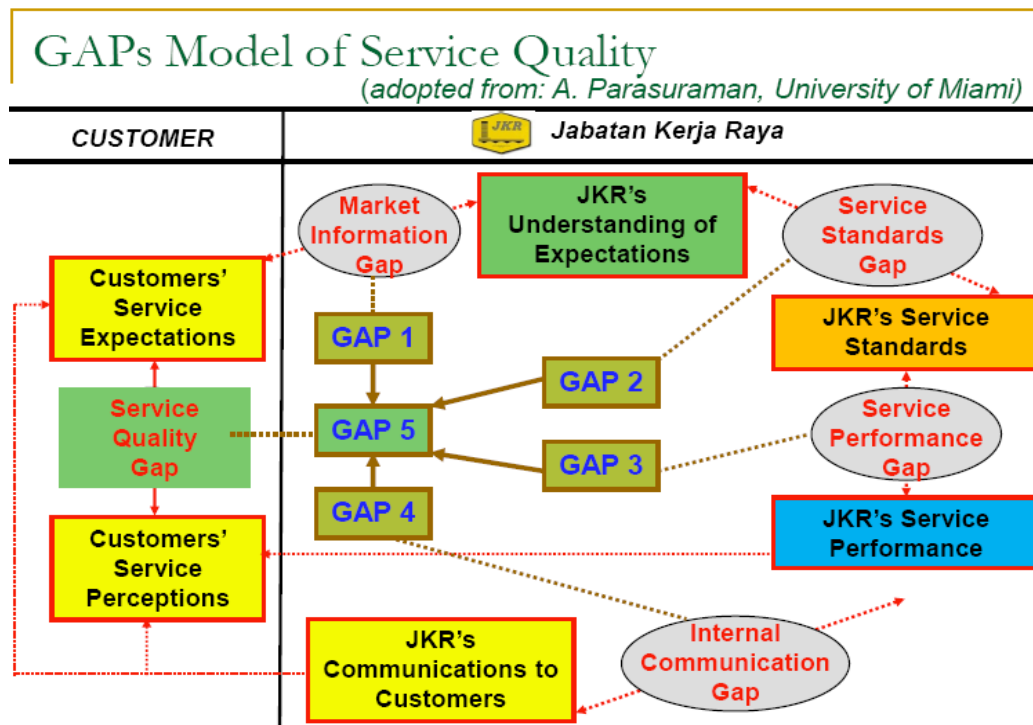 GAPs Model of Service Quality
(adopted from: A. Parasuraman, University of Miami)
CUSTOMER
JKR
Jabatan Kerja Raya
Market
Information
Gap
JKR's
Understanding of
Expectations
Service
Standards
Gap
Customers'
Service
Expectations
GAP 1
JKR's Service
Standards
GAP 2
Service
Quality
Gap
GAP 5
Service
Performance
Gap
GAP 3
GAP 4
Customers'
Service
Perceptions
JKR's Service
Performance
JKR's
Communications to
Customers
Internal
Communication
Gap